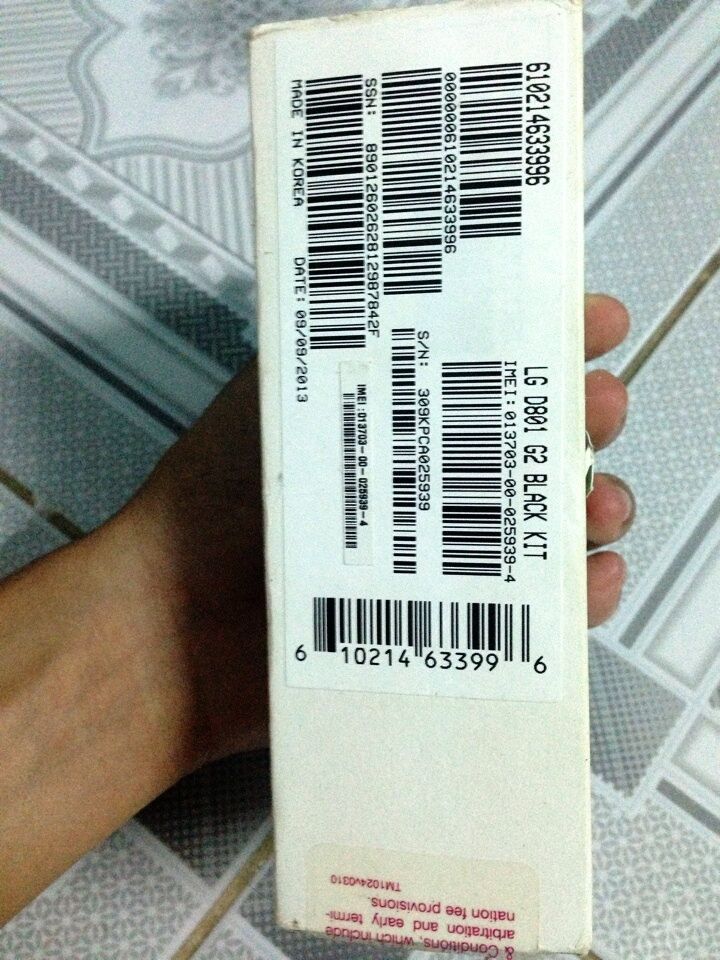 610214633996
00000610214633996
SSN: 8901260262812987842F
MADE IN KOREA DATE: 09/09/2013
LG D801 G2 BLACK KIT
IMEI: 013703-00-025939-4
S/N: 309KPCA025939
IMEI :013703-00-025939-4
6 10214 63399 6
& Conditions, which include
arbitration and early termi-
nation fee provisions.
TM1024v0310